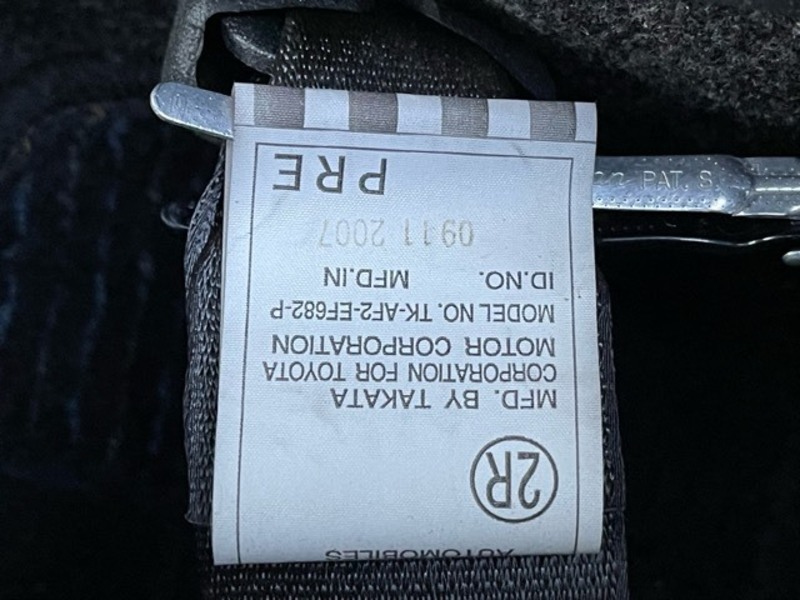 AUTOMOBILES
2R
MFD. BY TAKATA
CORPORATION FOR TOYOTA
MOTOR CORPORATION
MODEL NO. TK-AF2-EF682-P
ID.NO. MFD.IN
0911 2007
PRE
PAT. S